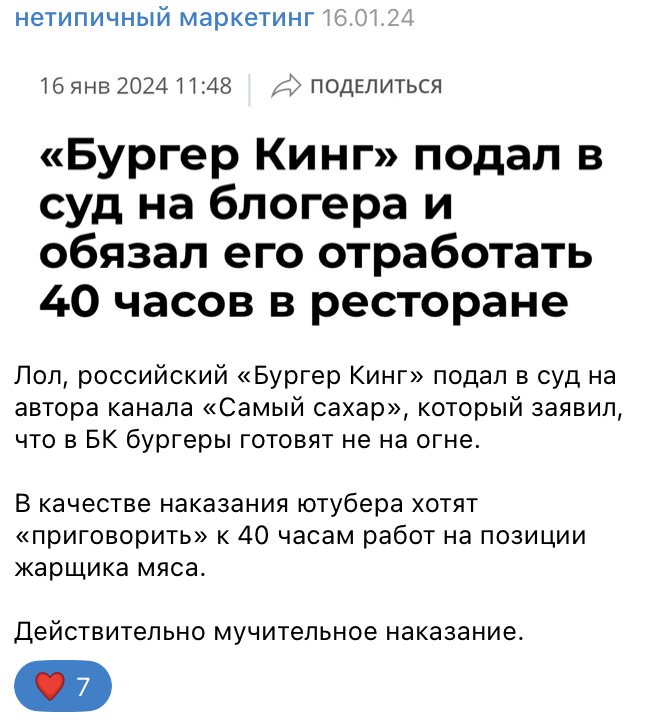 нетипичный маркетинг 16.01.24
16 янв 2024 11:48 ПОДЕЛИТЬСЯ
«Бургер Кинг» подал в
суд на блогера и
обязал его отработать
40 часов в ресторане
Лол, российский «Бургер Кинг» подал в суд на
автора канала «Самый сахар», который заявил,
что в БК бургеры готовят не на огне.
В качестве наказания ютубера хотят
«приговорить» к 40 часам работ на позиции
жарщика мяса.
Действительно мучительное наказание.
7